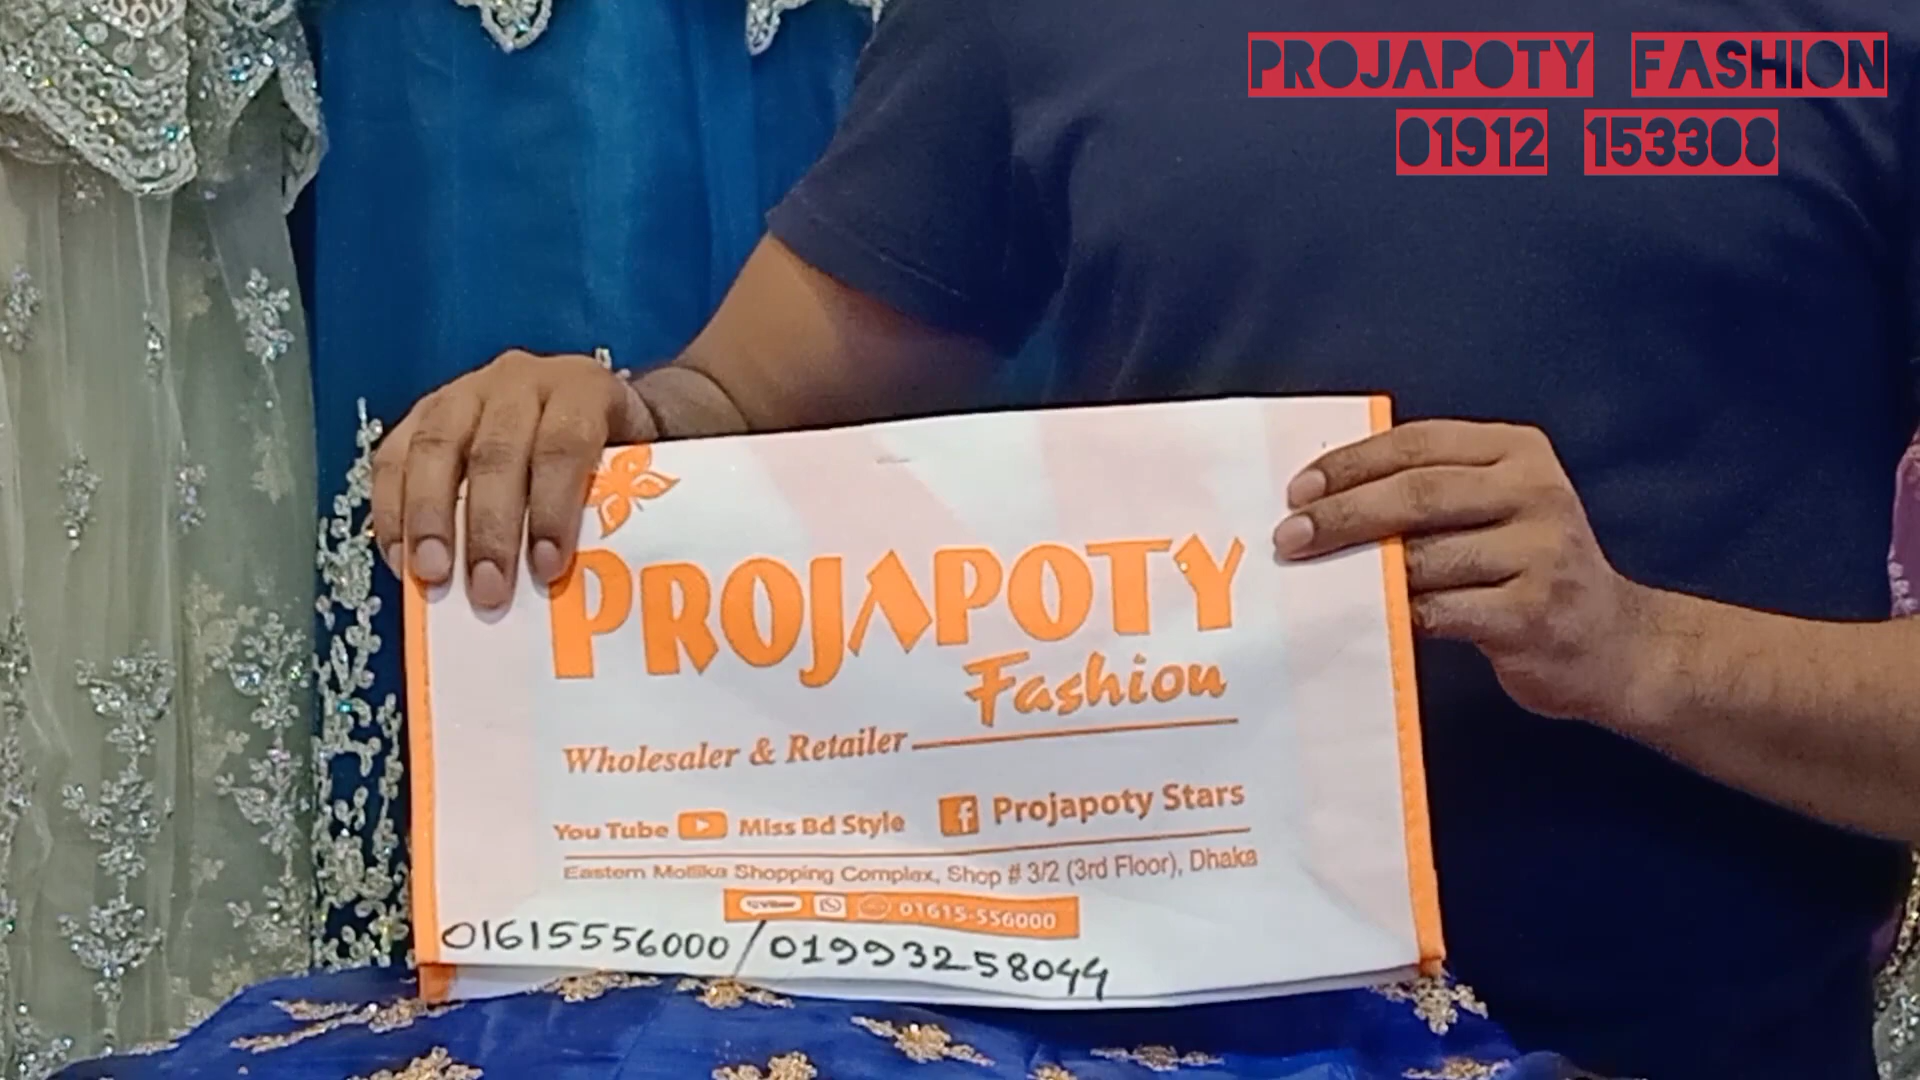 PROJAPOTY FASHION
01912 153308
PROJAPOTY
Fashion
Wholesaler & Retailer
You Tube Miss Bd Style Projapoty Stars
Eastern Mollika Shopping Complex, Shop # 3/2 (3rd Floor), Dhaka
Viber 01615-556000
01615556000/01993258044